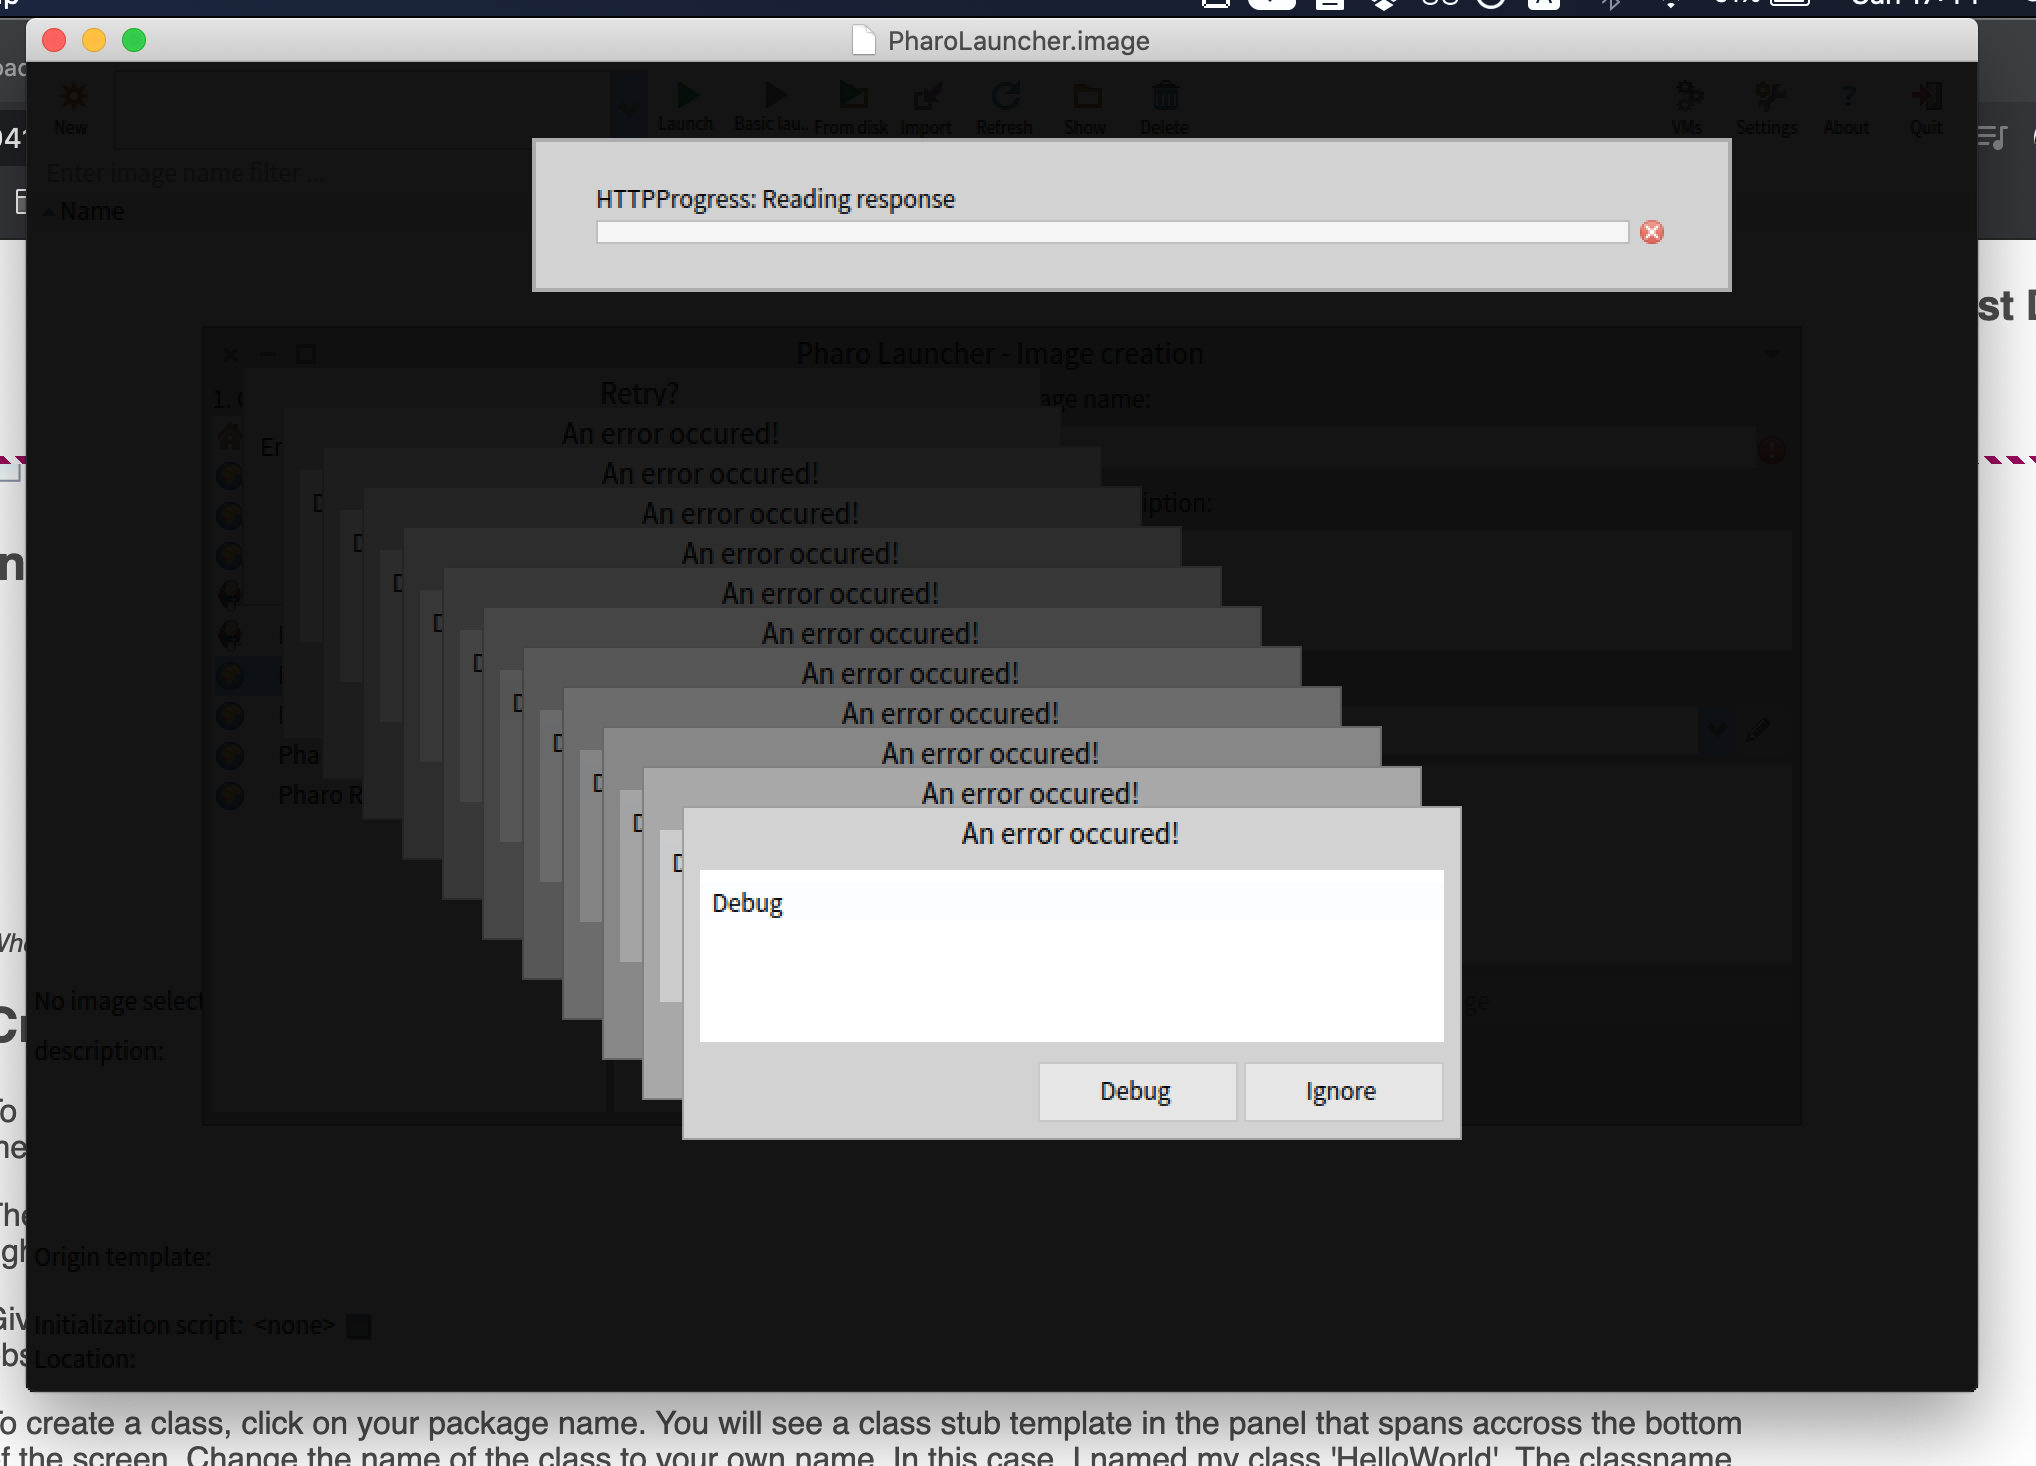 PharoLauncher.image
New
Launch
Basic lau..
From disk
Import
Refresh
Show
Delete
VMs
Settings
About
Quit
Enter image name filter ...
Name
HTTPProgress: Reading response
Pharo Launcher - Image creation
Retry?
age name:
An error occured!
An error occured!
An error occured!
iption:
An error occured!
An error occured!
An error occured!
An error occured!
An error occured!
An error occured!
Pha
An error occured!
Pharo R
An error occured!
Debug
Debug
Ignore
No image select
description:
Origin template:
Initialization script: <none>
Location:
To create a class, click on your package name. You will see a class stub template in the panel that spans accross the bottom
of the screen. Change the name of the class to your own name. In this case, I named my class 'HelloWorld'. The classname